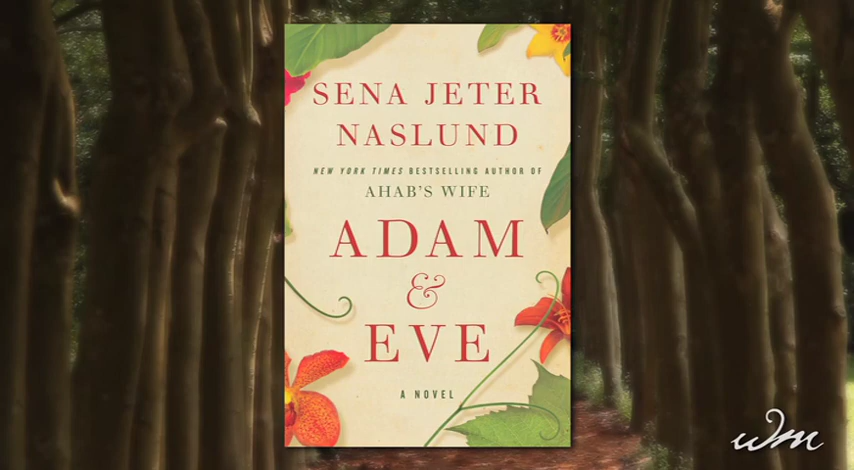 SENA JETER
NASLUND
NEW YORK TIMES BESTSELLING AUTHOR OF
AHAB'S WIFE
ADAM
&
EVE
A NOVEL
wm